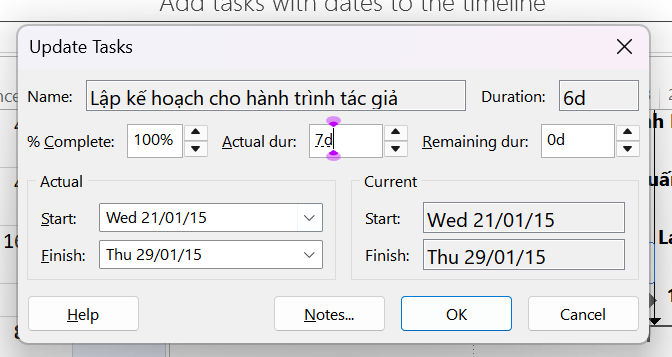 Add tasks with dates to the timeline
Update Tasks
Name: Lập kế hoạch cho hành trình tác giả Duration: 6d
% Complete: 100% Actual dur: 7d Remaining dur: 0d
Actual Current
Start: Wed 21/01/15 Start: Wed 21/01/15
Finish: Thu 29/01/15 Finish: Thu 29/01/15
Help Notes... OK Cancel